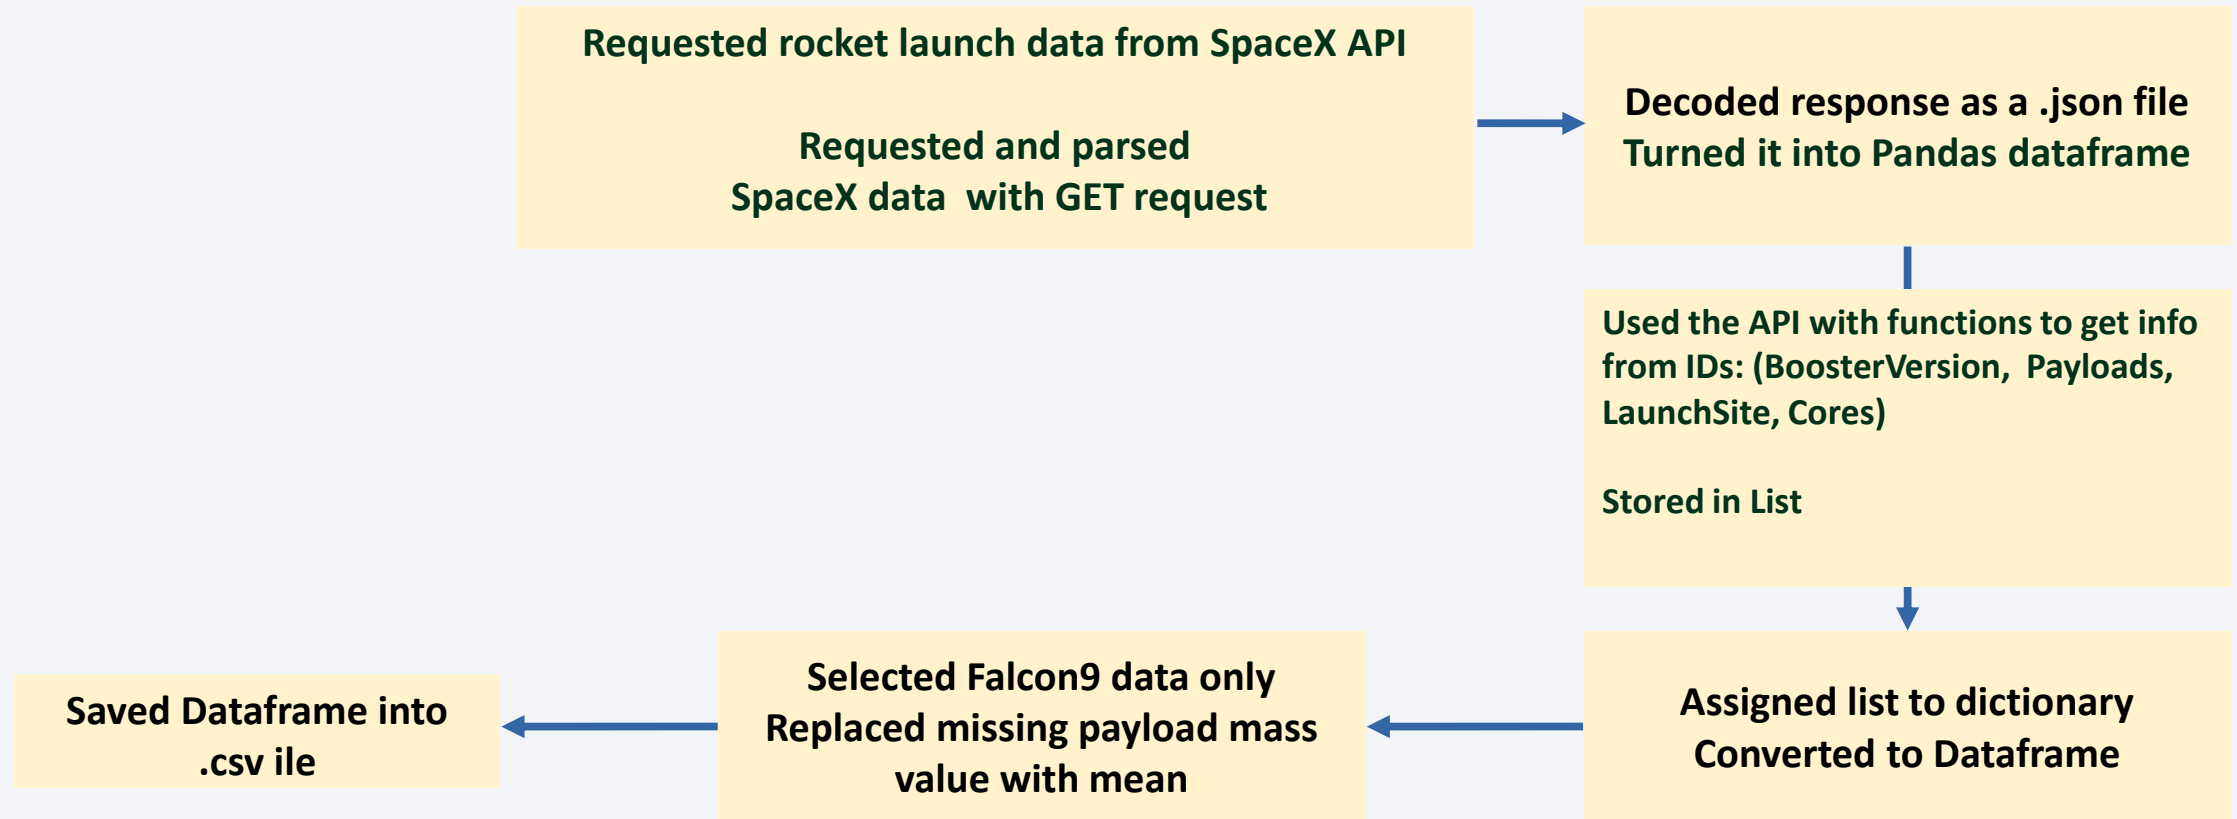 Requested rocket launch data from SpaceX API
Requested and parsed
SpaceX data  with GET request
Decoded response as a .json file
Turned it into Pandas dataframe
Used the API with functions to get info
from IDs: (BoosterVersion,  Payloads,
LaunchSite, Cores)
Stored in List
Assigned list to dictionary
Converted to Dataframe
Selected Falcon9 data only
Replaced missing payload mass
value with mean
Saved Dataframe into
.csv ile